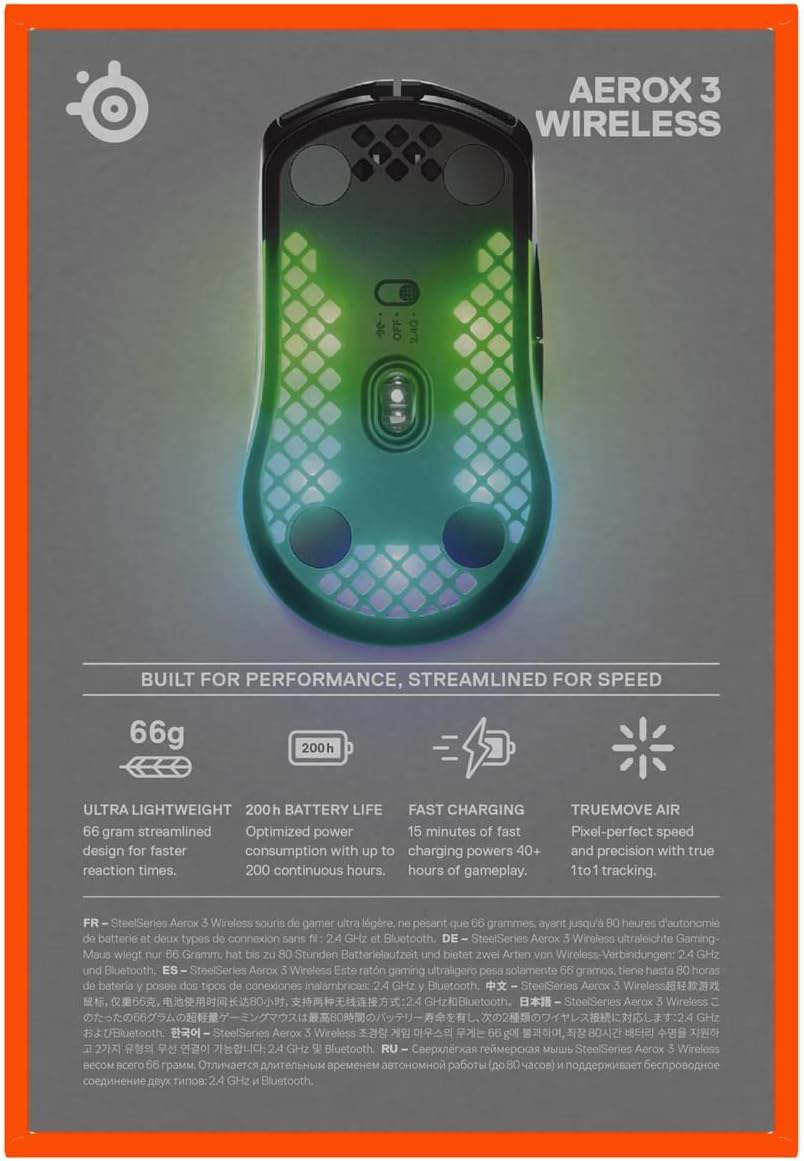 AEROX 3
WIRELESS
OFF •
2.4G •
BUILT FOR PERFORMANCE, STREAMLINED FOR SPEED
66g
200h
ULTRA LIGHTWEIGHT
66 gram streamlined
design for faster
reaction times.
200h BATTERY LIFE
Optimized power
consumption with up to
200 continuous hours.
FAST CHARGING
15 minutes of fast
charging powers 40+
hours of gameplay.
TRUEMOVE AIR
Pixel-perfect speed
and precision with true
1 to 1 tracking.
FR – SteelSeries Aerox 3 Wireless souris de gamer ultra légère, ne pesant que 66 grammes, ayant jusqu'à 80 heures d'autonomie
de batterie et deux types de connexion sans fil : 2.4 GHz et Bluetooth. DE – SteelSeries Aerox 3 Wireless ultraleichte Gaming-
Maus wiegt nur 66 Gramm, hat bis zu 80 Stunden Batterielaufzeit und bietet zwei Arten von Wireless-Verbindungen: 2.4 GHz
und Bluetooth. ES – SteelSeries Aerox 3 Wireless Este ratón gaming ultraligero pesa solamente 66 gramos, tiene hasta 80 horas
de batería y posee dos tipos de conexiones inalámbricas: 2.4 GHz y Bluetooth. 中文 – SteelSeries Aerox 3 Wireless超轻款游戏
鼠标，仅重66克，电池使用时间长达80小时，支持两种无线连接方式：2.4 GHz和Bluetooth。 日本語 – SteelSeries Aerox 3 Wireless こ
のたったの66グラムの超軽量ゲーミングマウスは最高80時間のバッテリー寿命を有し、次の2種類のワイヤレス接続に対応します：2.4 GHz
およびBluetooth. 한국어 – SteelSeries Aerox 3 Wireless 초경량 게임 마우스의 무게는 66 g에 불과하며, 최장 80시간 배터리 수명을 지원하
고 2가지 유형의 무선 연결이 가능합니다: 2.4 GHz 및 Bluetooth. RU – Сверхлёгкая геймерская мышь SteelSeries Aerox 3 Wireless
весом всего 66 грамм. Отличается длительным временем автономной работы (до 80 часов) и поддерживает беспроводное
соединение двух типов: 2.4 GHz и Bluetooth.